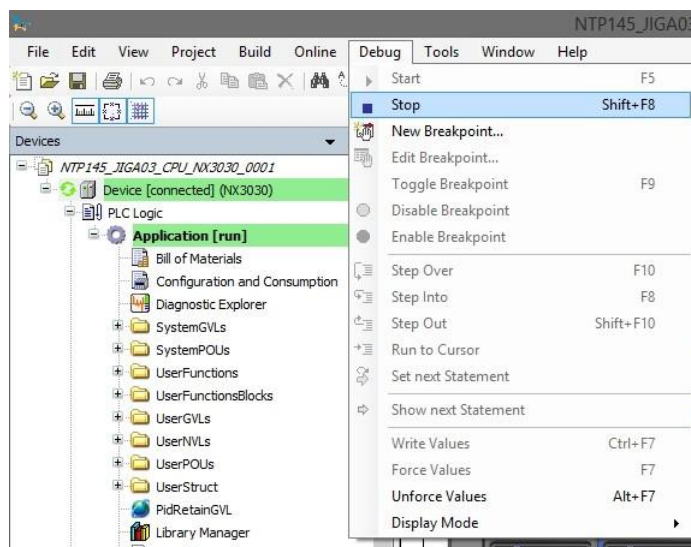 NTP145_JIGA03
File Edit View Project Build Online Debug Tools Window Help
Devices
NTP145_JIGA03_CPU_NX3030_0001
Device [connected] (NX3030)
PLC Logic
Application [run]
Bill of Materials
Configuration and Consumption
Diagnostic Explorer
SystemGVLs
SystemPOUs
UserFunctions
UserFunctionsBlocks
UserGVLs
UserNVLs
UserPOUs
UserStruct
PidRetainGVL
Library Manager
Start F5
Stop Shift+F8
New Breakpoint...
Edit Breakpoint...
Toggle Breakpoint F9
Disable Breakpoint
Enable Breakpoint
Step Over F10
Step Into F8
Step Out Shift+F10
Run to Cursor
Set next Statement
Show next Statement
Write Values Ctrl+F7
Force Values F7
Unforce Values Alt+F7
Display Mode